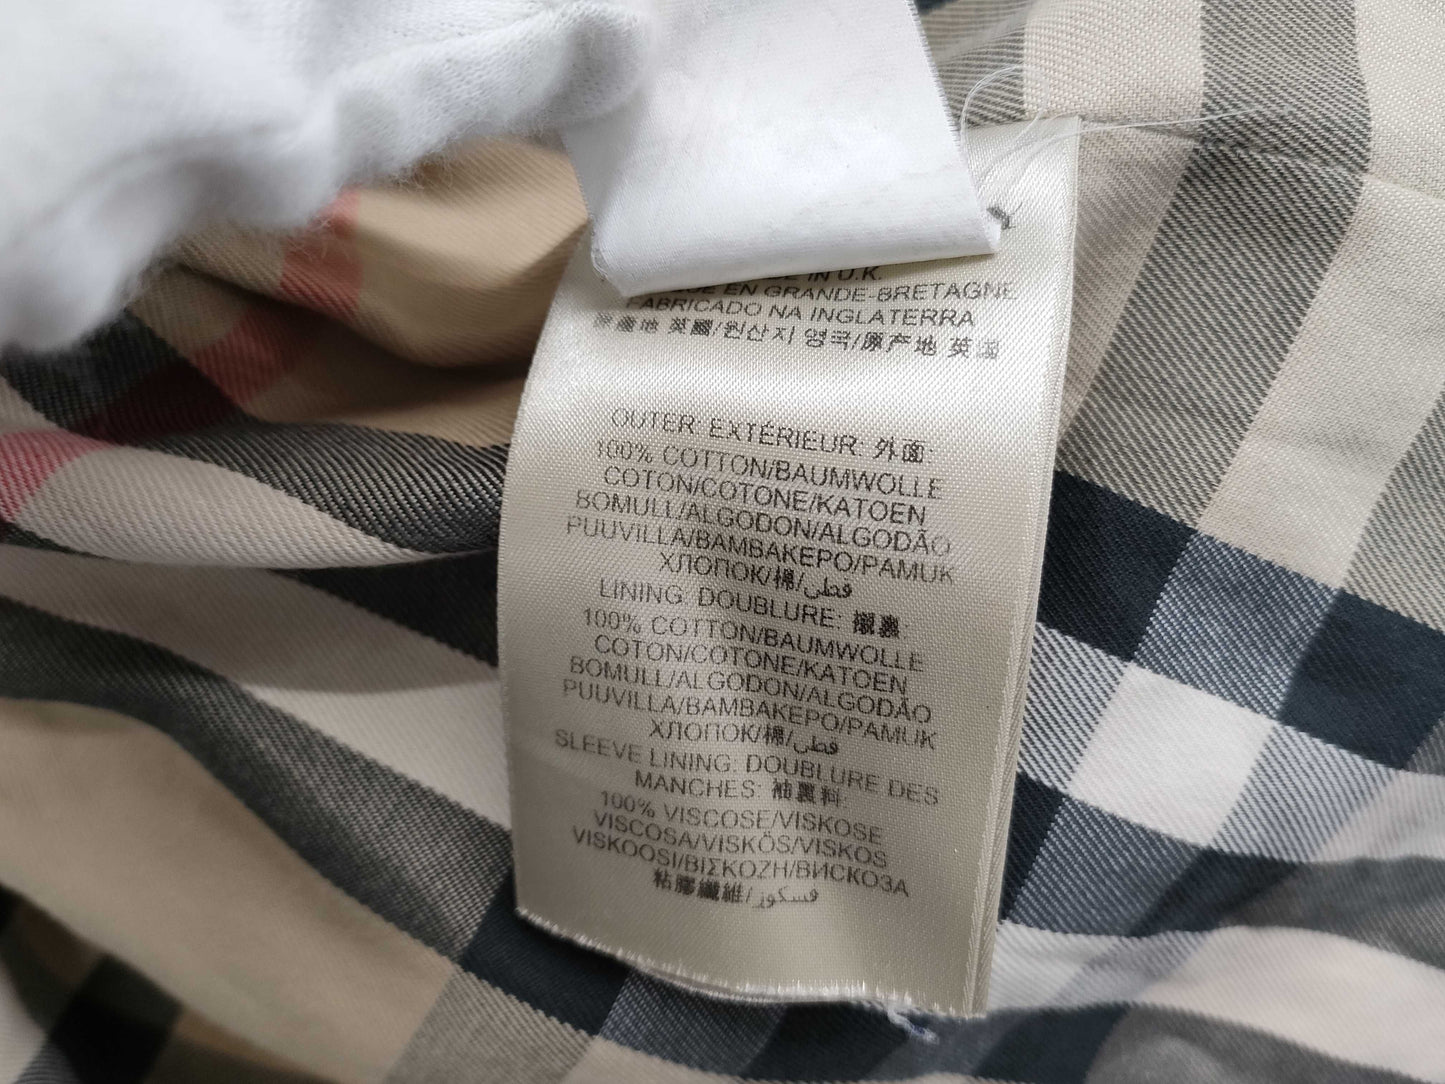 IN U.K.
EN GRANDE-BRETAGNE
FABRICADO NA INGLATERRA
原產地 英國/원산지 영국/原产地 英国
OUTER: EXTÉRIEUR: 外面:
100% COTTON/BAUMWOLLE
COTON/COTONE/KATOEN
BOMULL/ALGODON/ALGODÃO
PUUVILLA/BAMBAKEPO/PAMUK
ХЛОПОК/棉/قطن
LINING: DOUBLURE: 襯裏
100% COTTON/BAUMWOLLE
COTON/COTONE/KATOEN
BOMULL/ALGODON/ALGODÃO
PUUVILLA/BAMBAKEPO/PAMUK
ХЛОПОК/棉/قطن
SLEEVE LINING: DOUBLURE DES
MANCHES: 袖裏料:
100% VISCOSE/VISKOSE
VISCOSA/VISKÓS/VISKOS
VISKOOSI/ΒΙΣΚΟΖΗ/ВИСКОЗА
粘膠纖維/فسكوز